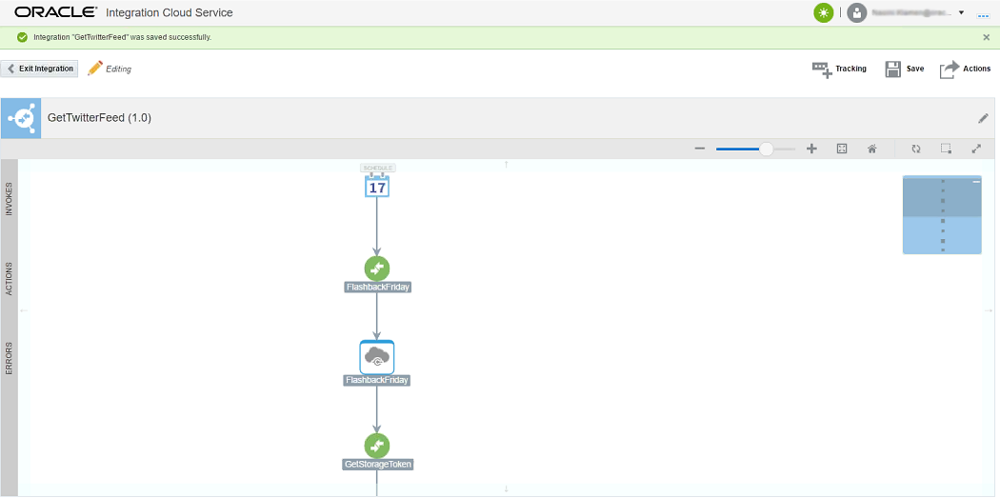 ORACLE® Integration Cloud Service
Integration "GetTwitterFeed" was saved successfully.
Exit Integration
Editing
Tracking
Save
Actions
GetTwitterFeed (1.0)
INVOKES
ACTIONS
ERRORS
SCHEDULE
17
FlashbackFriday
FlashbackFriday
GetStorageToken